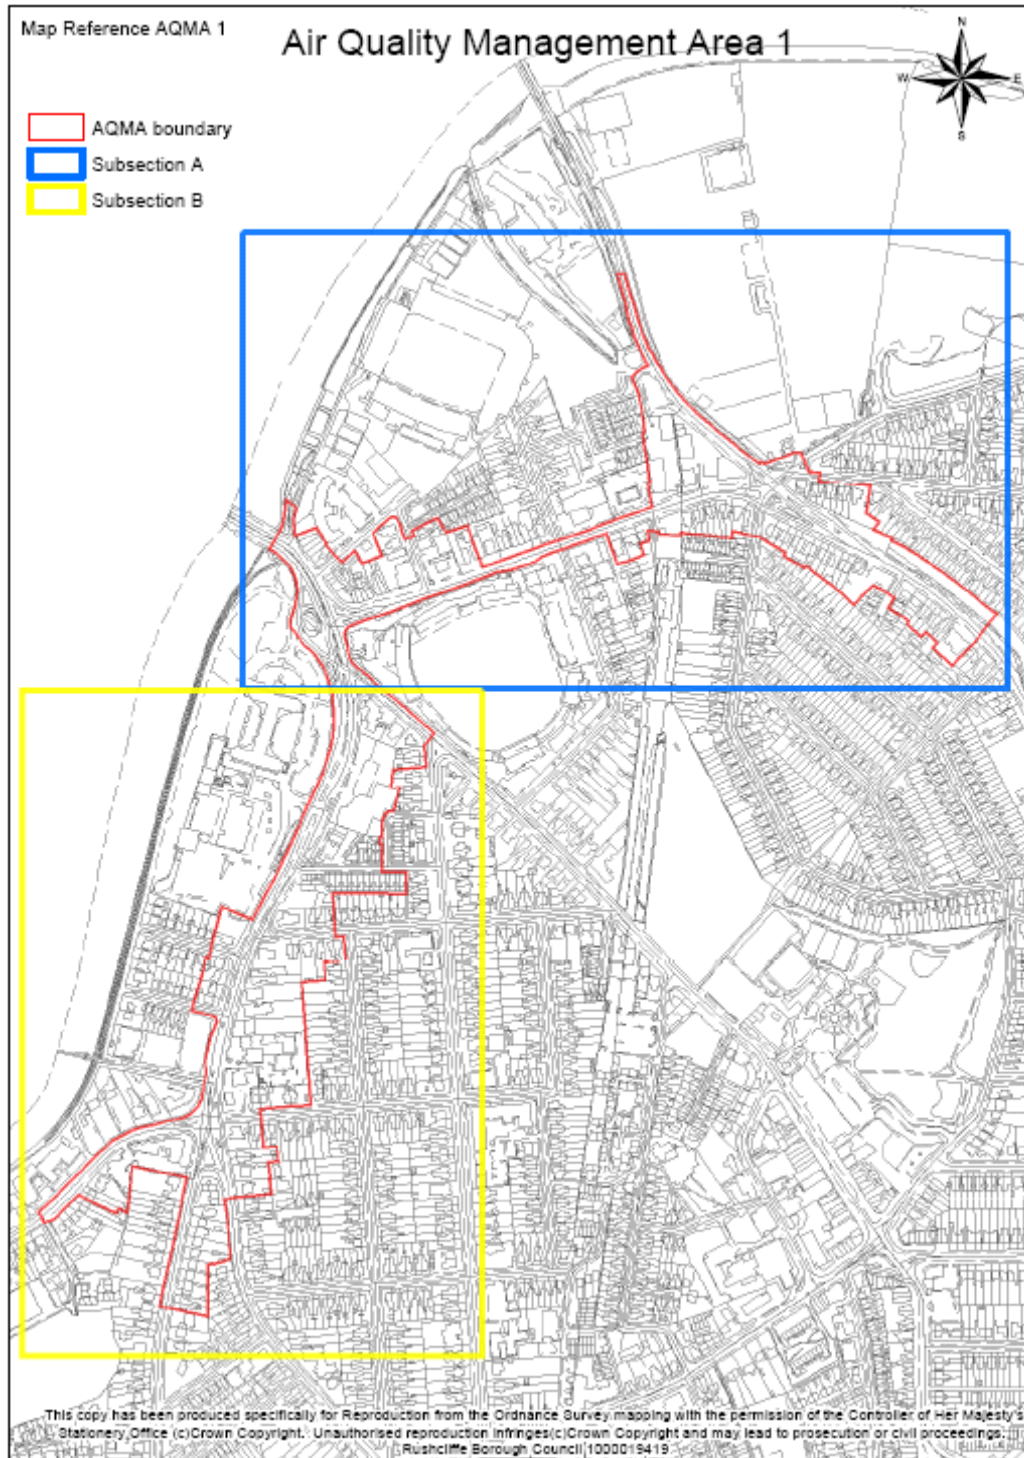 Map Reference AQMA 1
Air Quality Management Area 1
N
W
E
S
AQMA boundary
Subsection A
Subsection B
This copy has been produced specifically for Reproduction from the Ordnance Survey mapping with the permission of the Controller of Her Majesty's
Stationery Office (c)Crown Copyright. Unauthorised reproduction infringes(c)Crown Copyright and may lead to prosecution or civil proceedings.
Rushcliffe Borough Council 1000019419